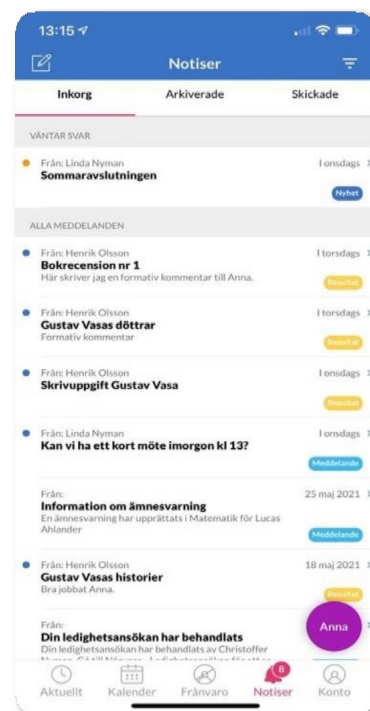 13:15
Notiser
Inkorg Arkiverade Skickade
VÄNTAR SVAR
Från: Linda Nyman I onsdags
Sommaravslutningen
Nyhet
ALLA MEDDELANDEN
Från: Henrik Olsson I torsdags
Bokrecension nr 1
Här skriver jag en formativ kommentar till Anna.
Resultat
Från: Henrik Olsson I torsdags
Gustav Vasas döttrar
Formativ kommentar
Resultat
Från: Henrik Olsson I onsdags
Skrivuppgift Gustav Vasa
Resultat
Från: Linda Nyman I onsdags
Kan vi ha ett kort möte imorgon kl 13?
Meddelande
Från: 25 maj 2021
Information om ämnesvarning
En ämnesvarning har upprättats i Matematik för Lucas
Ahlander
Meddelande
Från: Henrik Olsson 18 maj 2021
Gustav Vasas historier
Bra jobbat Anna.
Resultat
Från:
Din ledighetsansökan har behandlats
Din ledighetsansökan har behandlats av Christoffer
Anna
8
Aktuellt Kalender Frånvaro Notiser Konto